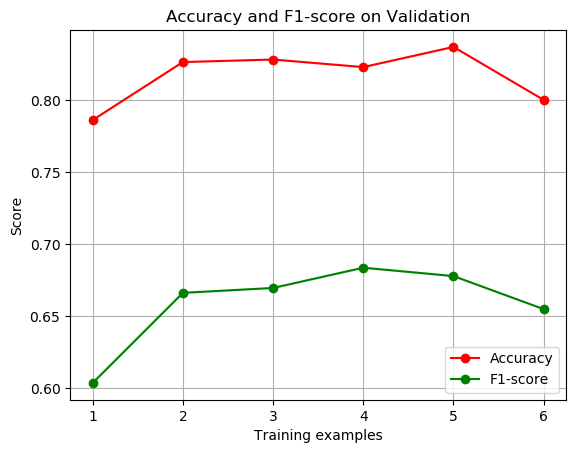 Accuracy and F1-score on Validation
0.80
0.75
0.70
0.65
0.60
Score
1 2 3 4 5 6
Training examples
Accuracy
F1-score